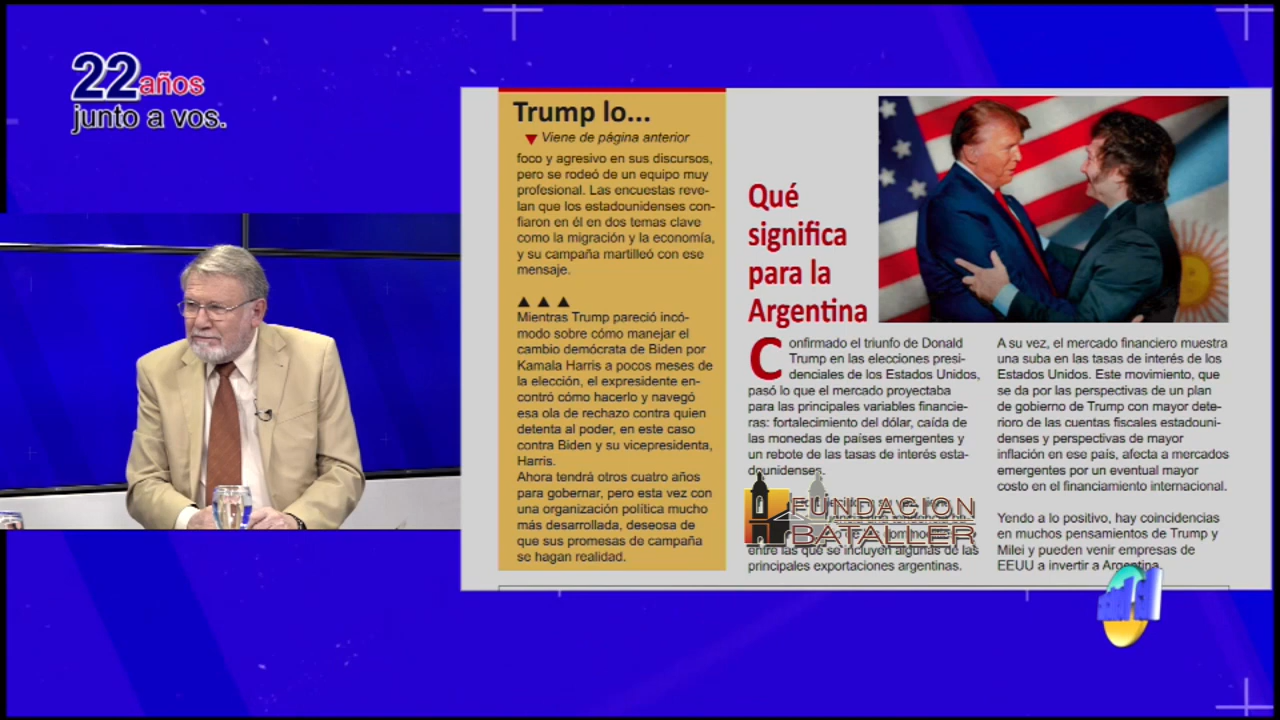 22años
junto a vos.
Trump lo...
Viene de página anterior
foco y agresivo en sus discursos,
pero se rodeó de un equipo muy
profesional. Las encuestas reve-
lan que los estadounidenses con-
fiaron en él en dos temas clave
como la migración y la economía,
y su campaña martilleó con ese
mensaje.
Mientras Trump pareció incó-
modo sobre cómo manejar el
cambio demócrata de Biden por
Kamala Harris a pocos meses de
la elección, el expresidente en-
contró cómo hacerlo y navegó
esa ola de rechazo contra quien
detenta al poder, en este caso
contra Biden y su vicepresidenta,
Harris.
Ahora tendrá otros cuatro años
para gobernar, pero esta vez con
una organización política mucho
más desarrollada, deseosa de
que sus promesas de campaña
se hagan realidad.
Qué
significa
para la
Argentina
Confirmado el triunfo de Donald
Trump en las elecciones presi-
denciales de los Estados Unidos,
pasó lo que el mercado proyectaba
para las principales variables financie-
ras: fortalecimiento del dólar, caída de
las monedas de países emergentes y
un rebote de las tasas de interés esta-
dounidenses.
FUNDACION
BATALLER
entre las que se incluyen algunas de las
principales exportaciones argentinas.
A su vez, el mercado financiero muestra
una suba en las tasas de interés de los
Estados Unidos. Este movimiento, que
se da por las perspectivas de un plan
de gobierno de Trump con mayor dete-
rioro de las cuentas fiscales estadouni-
denses y perspectivas de mayor
inflación en ese país, afecta a mercados
emergentes por un eventual mayor
costo en el financiamiento internacional.
Yendo a lo positivo, hay coincidencias
en muchos pensamientos de Trump y
Milei y pueden venir empresas de
EEUU a invertir a Argentina.